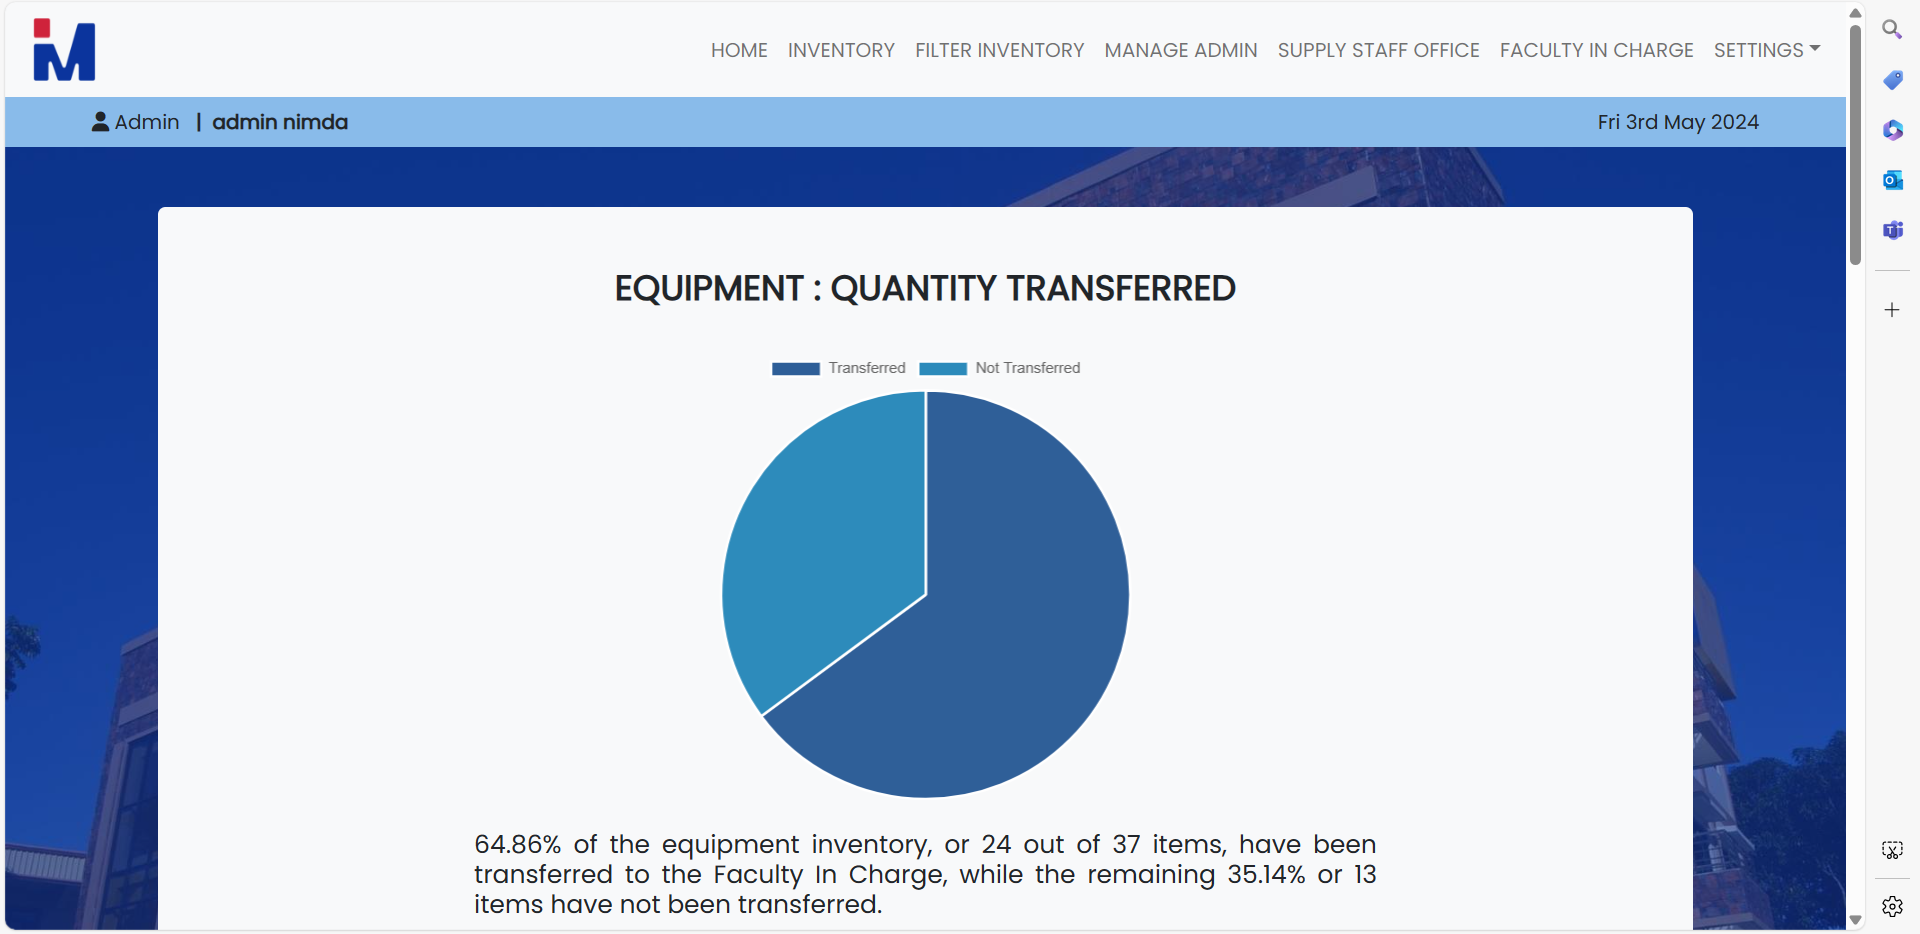 iM
HOME INVENTORY FILTER INVENTORY MANAGE ADMIN SUPPLY STAFF OFFICE FACULTY IN CHARGE SETTINGS
Admin | admin nimda
Fri 3rd May 2024
EQUIPMENT : QUANTITY TRANSFERRED
Transferred Not Transferred
64.86% of the equipment inventory, or 24 out of 37 items, have been
transferred to the Faculty In Charge, while the remaining 35.14% or 13
items have not been transferred.